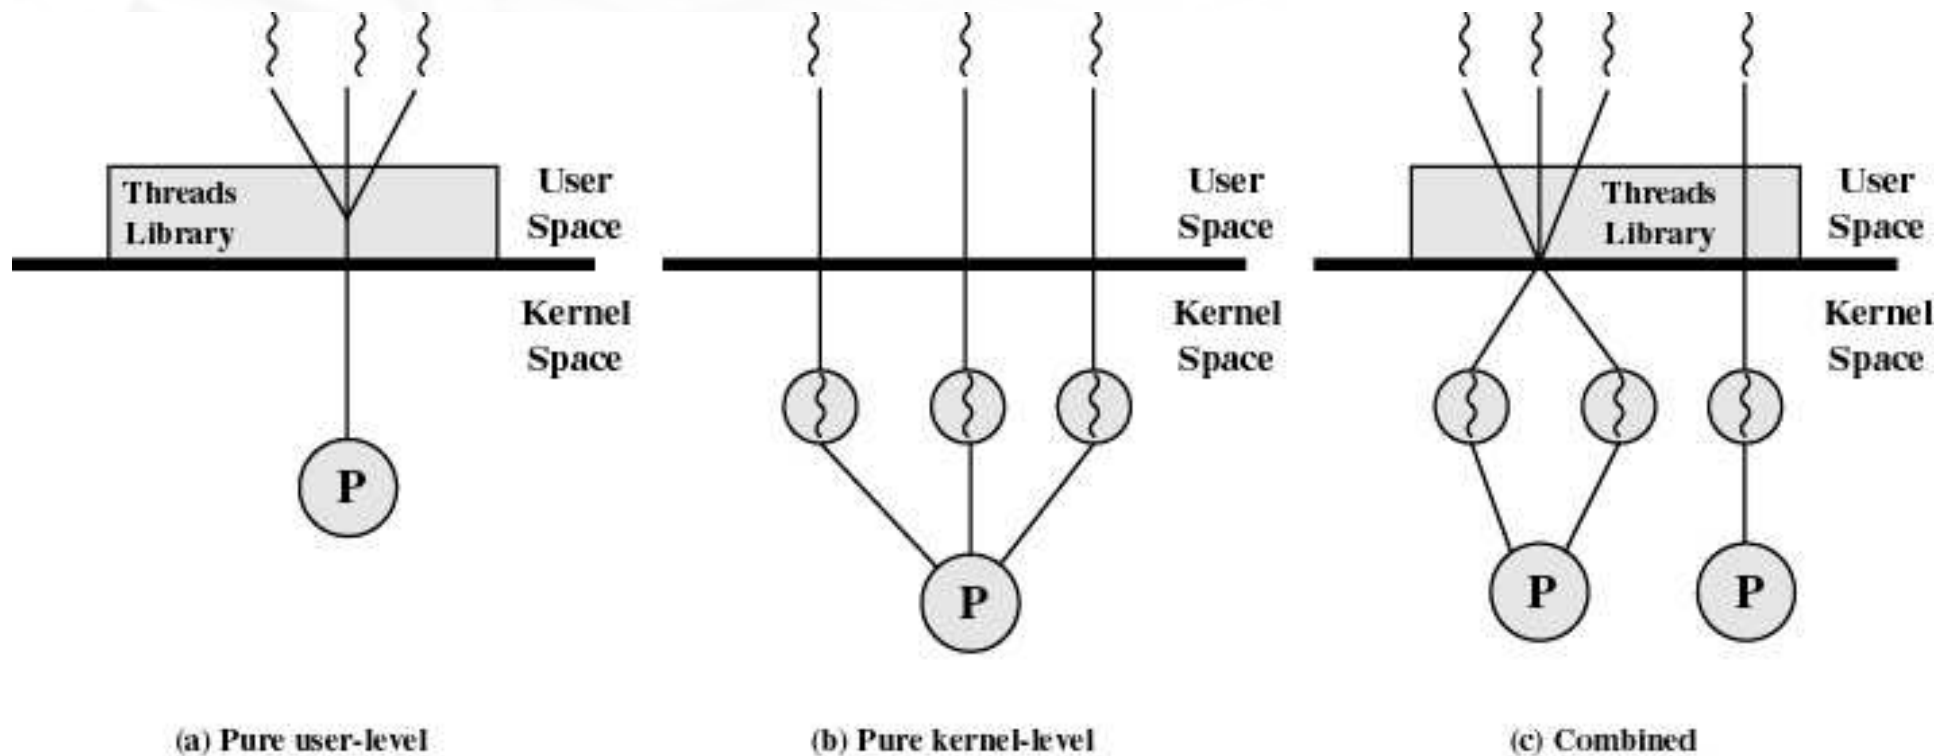 Threads
Library
User
Space
Kernel
Space
P
(a) Pure user-level
User
Space
Kernel
Space
P
(b) Pure kernel-level
Threads
Library
User
Space
Kernel
Space
P
P
(c) Combined